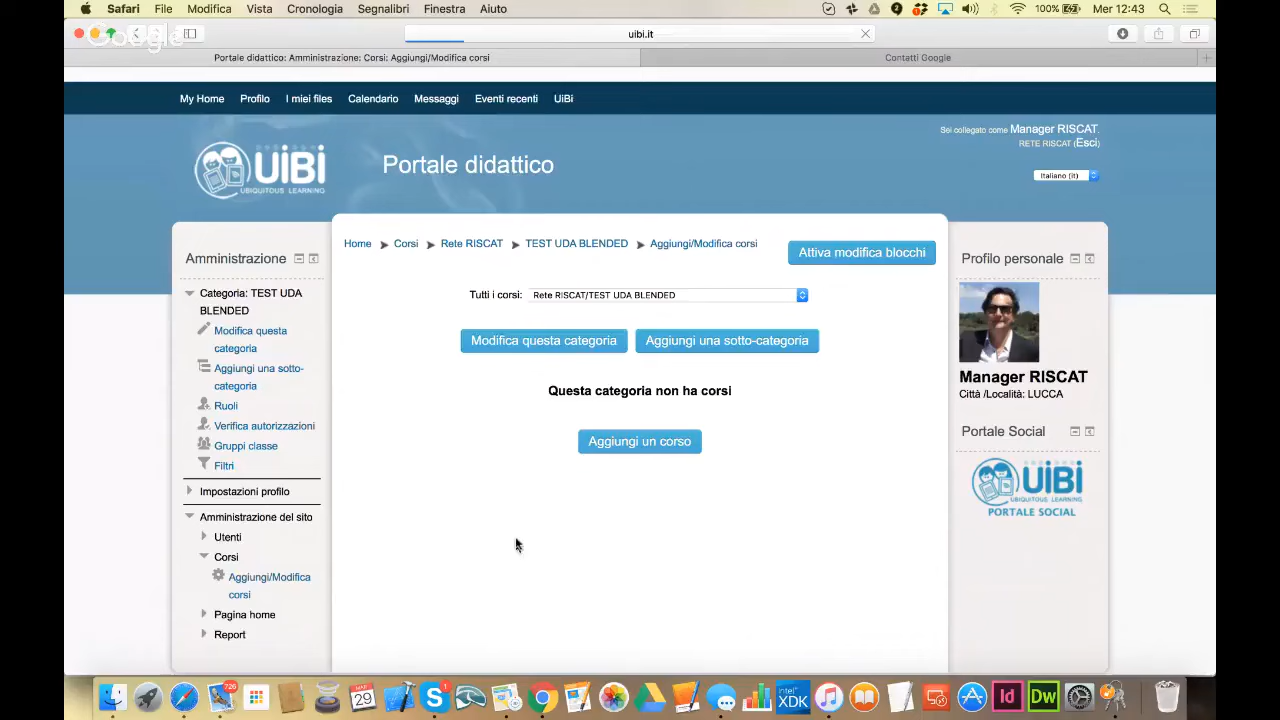 Safari File Modifica Vista Cronologia Segnalibri Finestra Aiuto 100% Mer 12:43
Google
uibi.it
Portale didattico: Amministrazione: Corsi: Aggiungi/Modifica corsi Contatti Google
My Home Profilo I miei files Calendario Messaggi Eventi recenti UiBi
Sei collegato come Manager RISCAT.
RETE RISCAT (Esci)
Italiano (it)
UiBi
UBIQUITOUS LEARNING
Portale didattico
Home Corsi Rete RISCAT TEST UDA BLENDED Aggiungi/Modifica corsi
Attiva modifica blocchi
Amministrazione
Categoria: TEST UDA
BLENDED
Modifica questa
categoria
Aggiungi una sotto-
categoria
Ruoli
Verifica autorizzazioni
Gruppi classe
Filtri
Impostazioni profilo
Amministrazione del sito
Utenti
Corsi
Aggiungi/Modifica
corsi
Pagina home
Report
Tutti i corsi: Rete RISCAT/TEST UDA BLENDED
Modifica questa categoria Aggiungi una sotto-categoria
Questa categoria non ha corsi
Aggiungi un corso
Profilo personale
Manager RISCAT
Città /Località: LUCCA
Portale Social
UiBi
UBIQUITOUS LEARNING
PORTALE SOCIAL
726
29
1
intel
XDK
Id
Dw